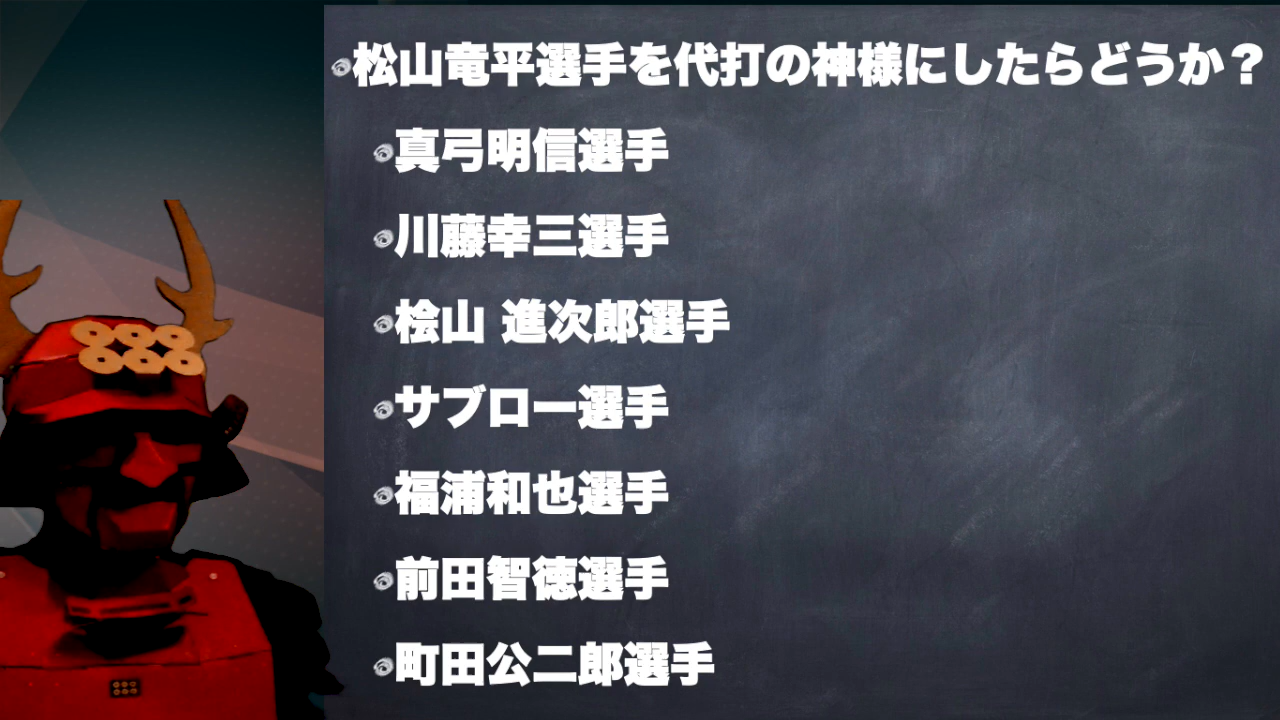 松山竜平選手を代打の神様にしたらどうか？
真弓明信選手
川藤幸三選手
桧山 進次郎選手
サブロー選手
福浦和也選手
前田智徳選手
町田公二郎選手